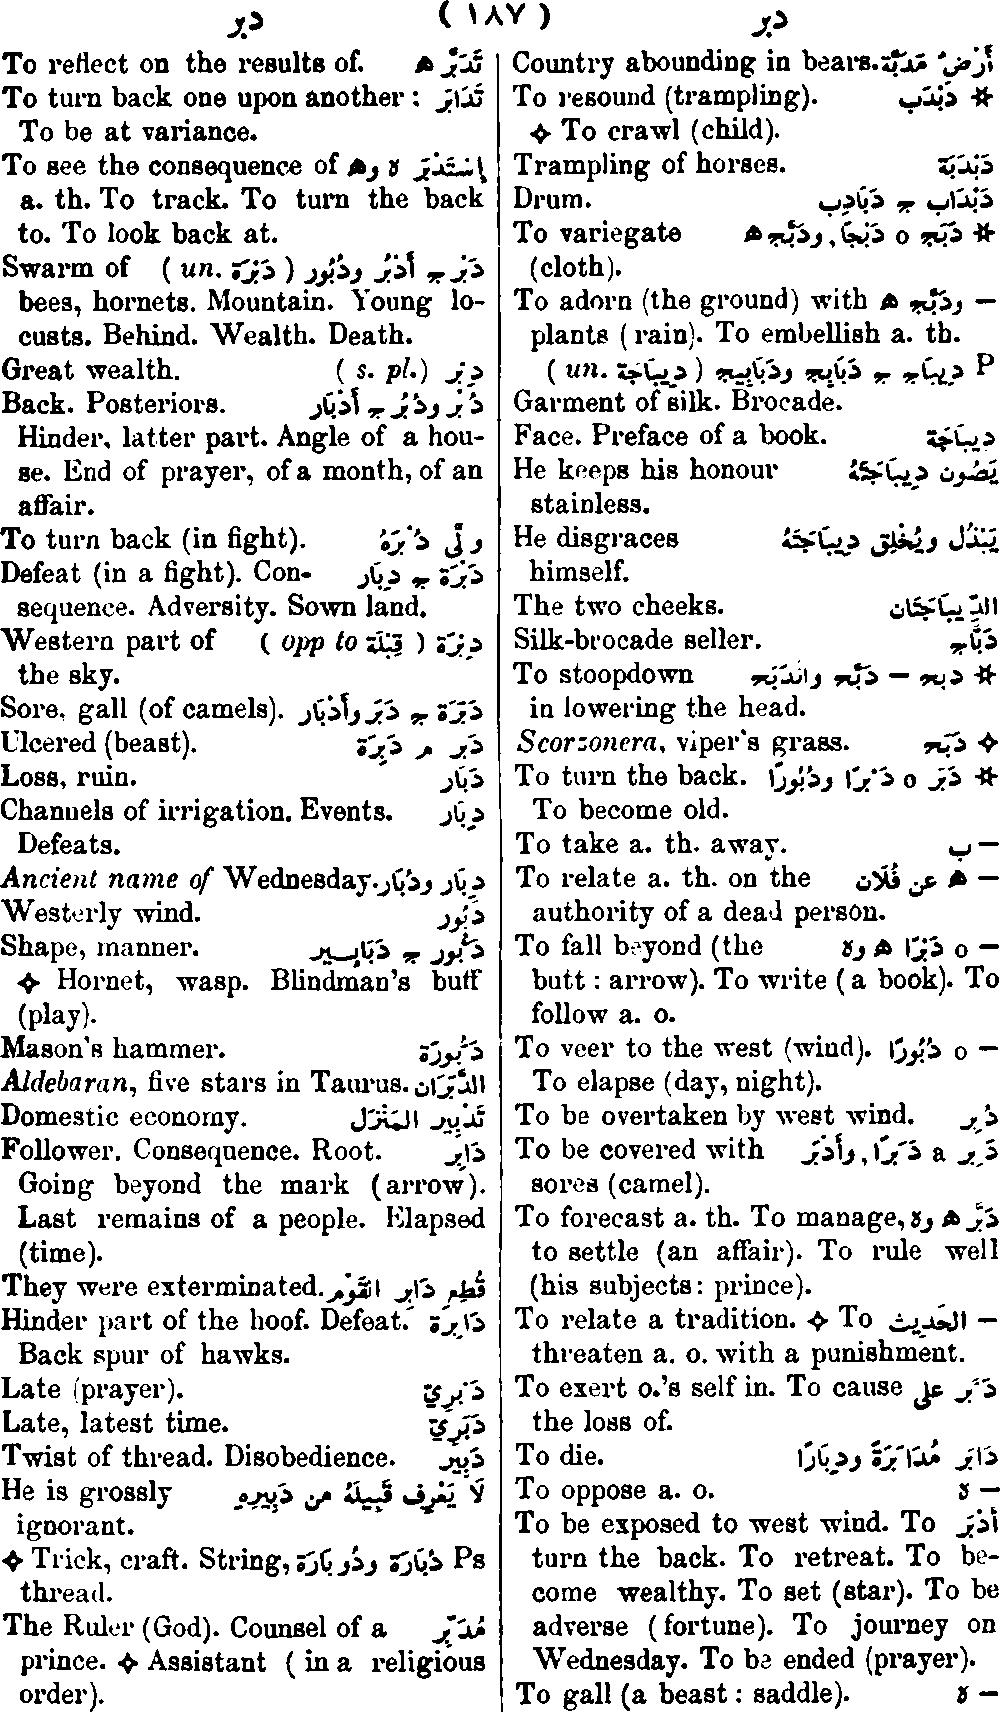 دبر ( ١٨٧ ) دبر
Country abounding in bears. أَرْضٌ مَدَبَّة
To resound (trampling). دَبْدَب ✲
✧ To crawl (child).
Trampling of horses. دَبْدَبَة
Drum. دَبْدَاب ج دَبَادِب
To variegate ✲ دَبَج o دَبْجًا, ودَبَّج ه
(cloth).
To adorn (the ground) with — ودَبَّج ه
plants (rain). To embellish a. th.
P دِيبَاج ج دَبَابِج ودَبَابِيج ( un. دِيبَاجَة )
Garment of silk. Brocade.
Face. Preface of a book. دِيبَاجَة
He keeps his honour يَصُون دِيبَاجَتَهُ
stainless.
He disgraces يَبْذُل ويُخْلِق دِيبَاجَتَهُ
himself.
The two cheeks. الدِّيبَاجَتَان
Silk-brocade seller. دَبَّاج
To stoopdown ✲ دبح — دَبَّح وانْدَبَح
in lowering the head.
Scorzonera, viper's grass. ✧ دَبَح
To turn the back. ✲ دَبَر o دَبْرًا ودُبُورًا
To become old.
To take a. th. away. — ب
To relate a. th. on the — ه عن فُلَان
authority of a dead person.
To fall beyond (the — o دَبْرًا ه وه
butt : arrow). To write ( a book). To
follow a. o.
To veer to the west (wind). — o دُبُورًا
To elapse (day, night).
To be overtaken by west wind. دُبِر
To be covered with دَبِر a دَبَرًا, وأَدْبَر
sores (camel).
To forecast a. th. To manage, دَبَّر ه وه
to settle (an affair). To rule well
(his subjects: prince).
To relate a tradition. ✧ To — الحَدِيث
threaten a. o. with a punishment.
To exert o.'s self in. To cause دَبَّر على
the loss of.
To die. دَابَر مُدَابَرَةً ودِبَارًا
To oppose a. o. — ه
To be exposed to west wind. To أَدْبَر
turn the back. To retreat. To be-
come wealthy. To set (star). To be
adverse (fortune). To journey on
Wednesday. To be ended (prayer).
To gall (a beast : saddle). — ه
To reflect on the results of. تَدَبَّر ه
To turn back one upon another : تَدَابَر
To be at variance.
To see the consequence of إِسْتَدْبَر ه وه
a. th. To track. To turn the back
to. To look back at.
Swarm of دَبْر ج أَدْبُر ودُبُور ( un. دَبْرَة )
bees, hornets. Mountain. Young lo-
custs. Behind. Wealth. Death.
Great wealth. دِبْر ( s. pl.)
Back. Posteriors. دُبْر ودُبُر ج أَدْبَار
Hinder, latter part. Angle of a hou-
se. End of prayer, of a month, of an
affair.
To turn back (in fight). ولَّى دُبُرَهُ
Defeat (in a fight). Con- دَبْرَة ج دِبَار
sequence. Adversity. Sown land.
Western part of دِبْرَة ( opp to قِبْلَة )
the sky.
Sore, gall (of camels). دَبَرَة ج دَبَر وأَدْبَار
Ulcered (beast). دَبِر م دَبِرَة
Loss, ruin. دَبَار
Channels of irrigation. Events. دِبَار
Defeats.
Ancient name of Wednesday. دِبَار ودُبَار
Westerly wind. دَبُور
Shape, manner. دَبُّور ج دَبَابِير
✧ Hornet, wasp. Blindman's buff
(play).
Mason's hammer. دَبُّورَة
Aldebaran, five stars in Taurus. الدَّبَرَان
Domestic economy. تَدْبِير المَنْزِل
Follower. Consequence. Root. دَابِر
Going beyond the mark (arrow).
Last remains of a people. Elapsed
(time).
They were exterminated. قُطِع دَابِر القَوْم
Hinder part of the hoof. Defeat. دَابِرَة
Back spur of hawks.
Late (prayer). دَبْرِيّ
Late, latest time. دَبَرِيّ
Twist of thread. Disobedience. دَبِير
He is grossly لَا يَعْرِف قَبِيلَهُ من دَبِيرِهِ
ignorant.
✧ Trick, craft. String, Ps دُبَارَة ودُوبَارَة
thread.
The Ruler (God). Counsel of a مُدَبِّر
prince. ✧ Assistant ( in a religious
order).